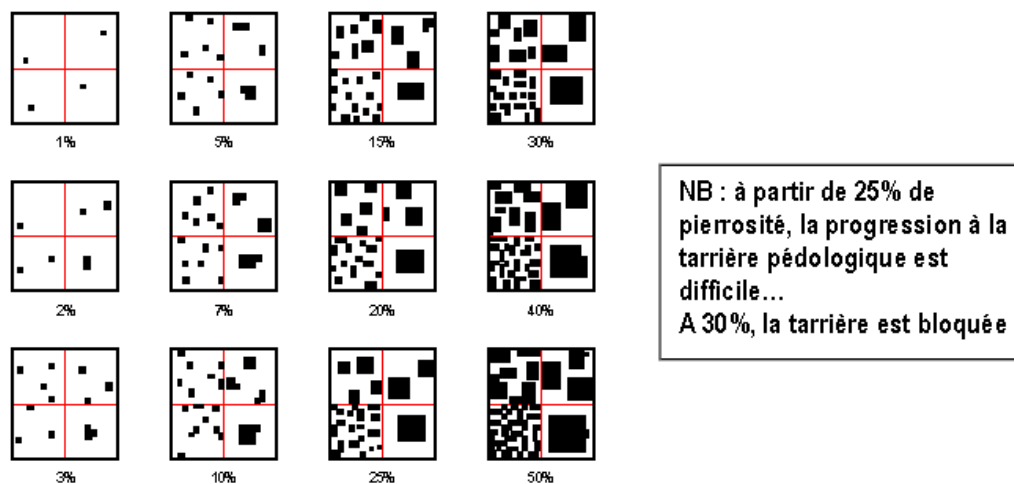 1% 5% 15% 30%
NB : à partir de 25% de
pierrosité, la progression à la
tarrière pédologique est
difficile...
A 30%, la tarrière est bloquée
2% 7% 20% 40%
3% 10% 25% 50%